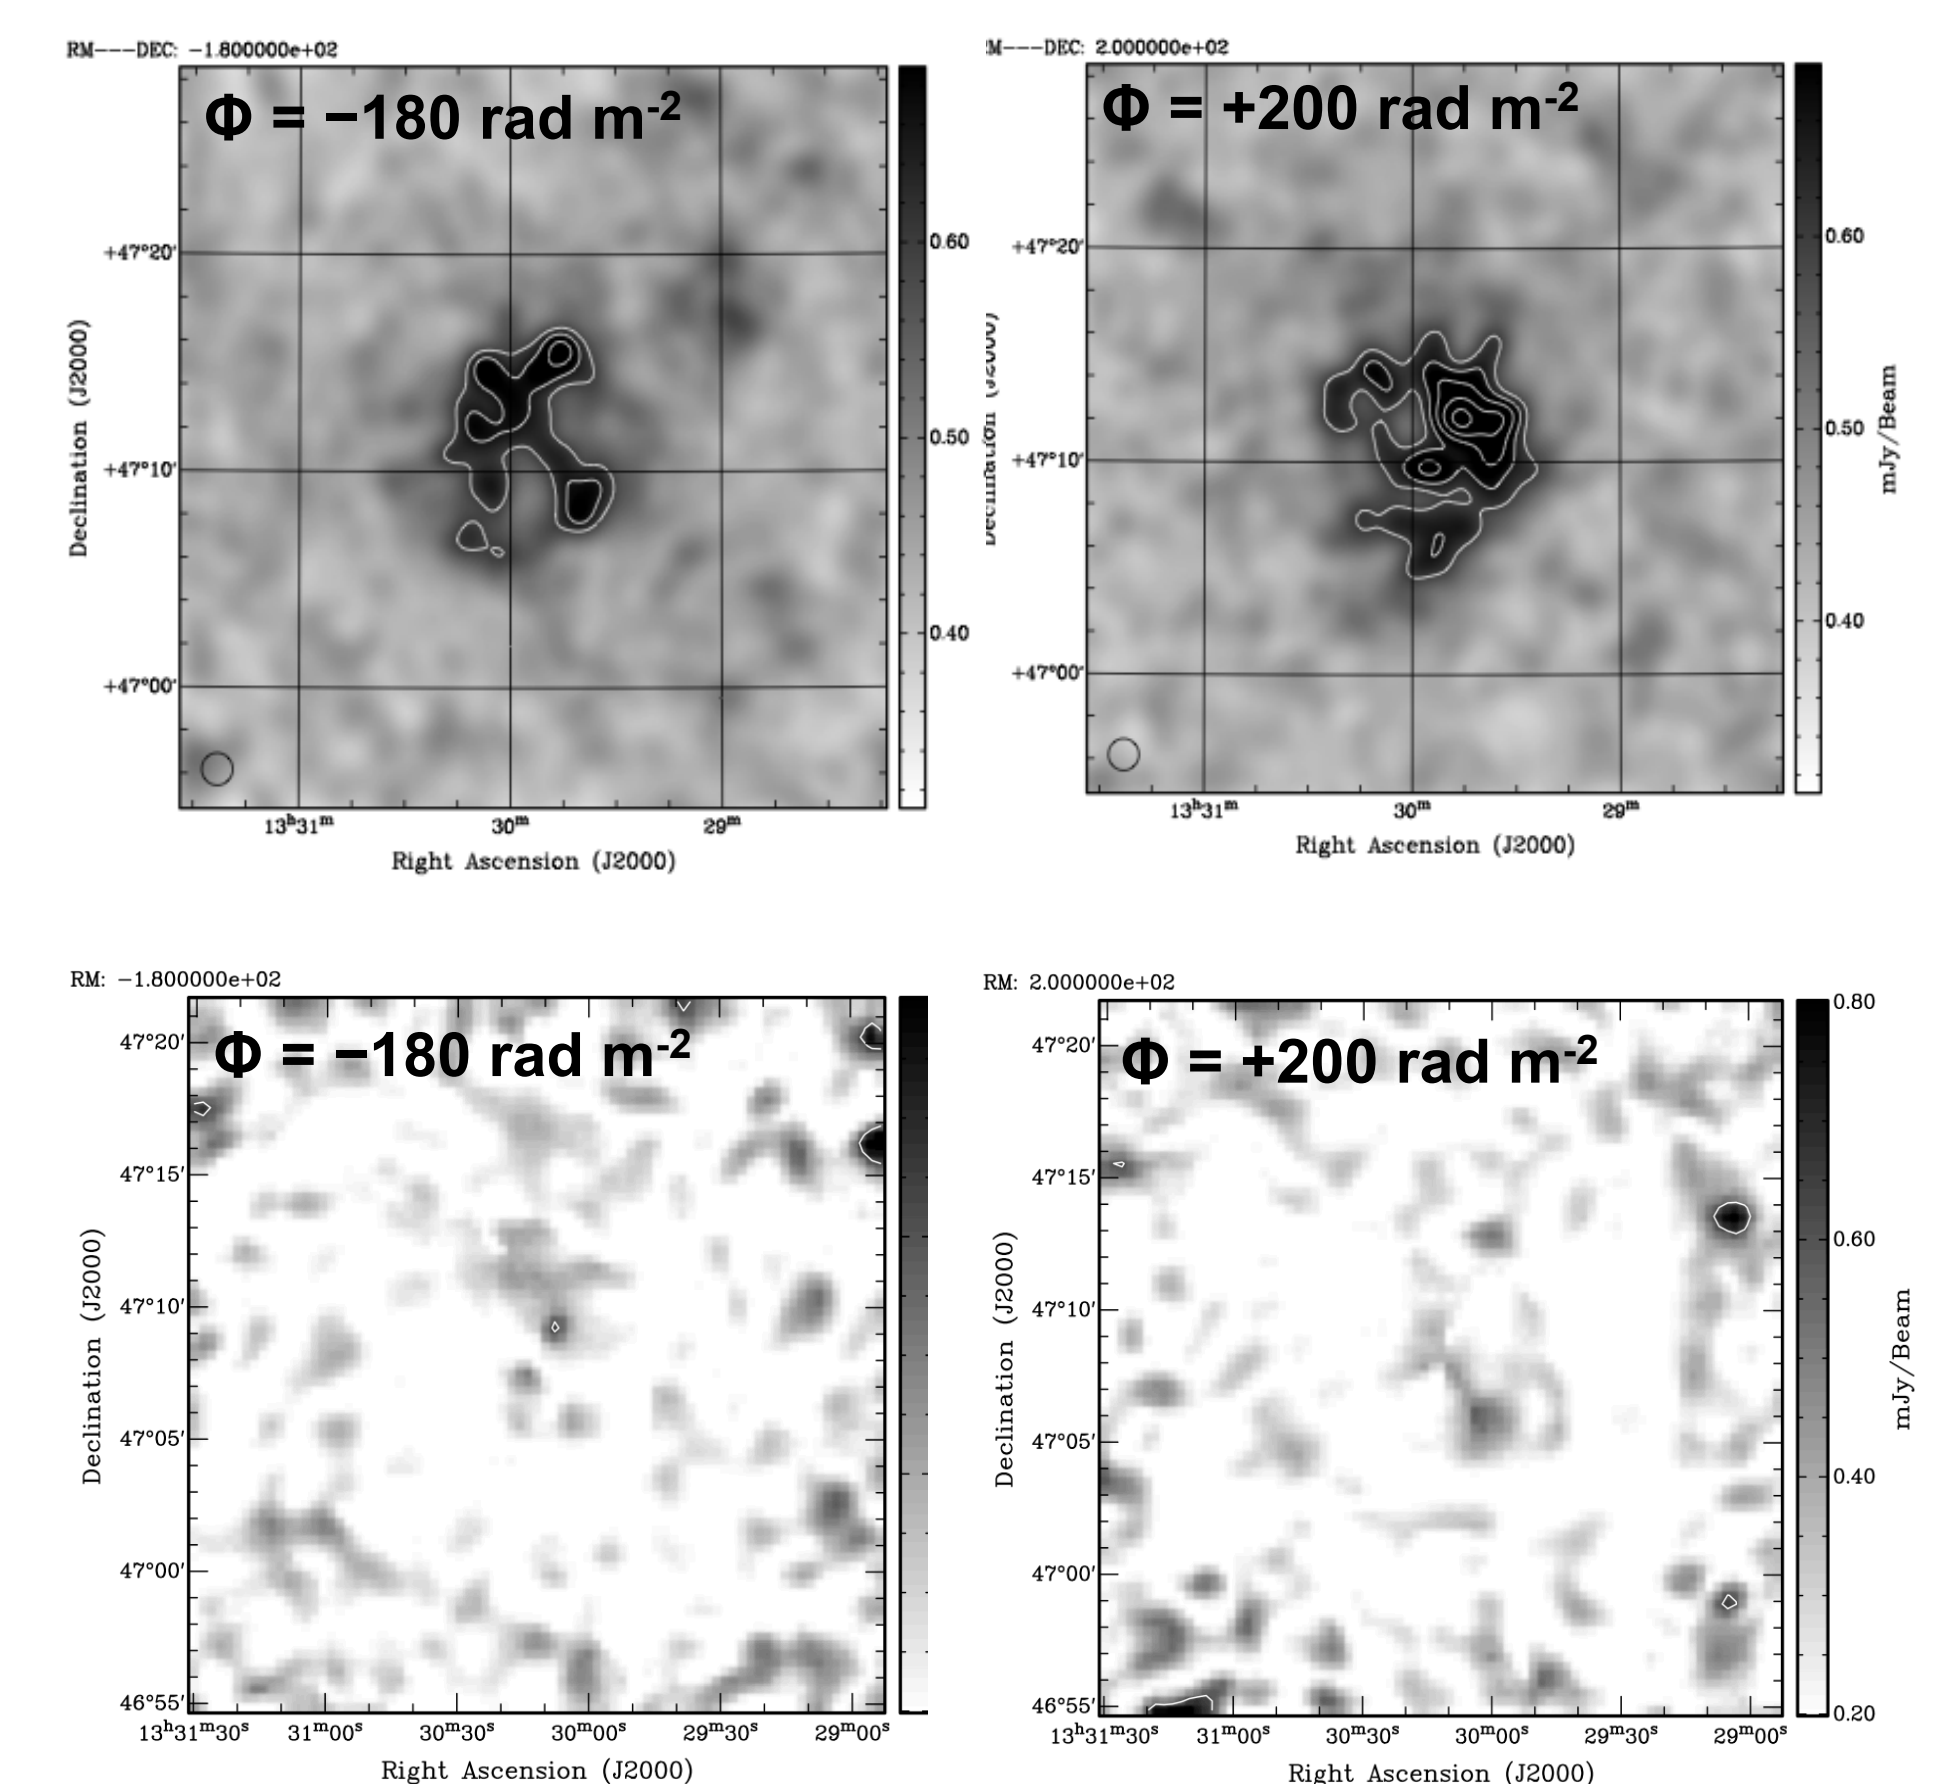 RM---DEC: -1.800000e+02
Φ = −180 rad m-2
+47°20'
+47°10'
+47°00'
Declination (J2000)
13h31m
30m
29m
Right Ascension (J2000)
0.60
0.50
0.40
M---DEC: 2.000000e+02
Φ = +200 rad m-2
+47°20'
+47°10'
+47°00'
Declination (J2000)
13h31m
30m
29m
Right Ascension (J2000)
0.60
0.50
0.40
mJy/Beam
RM: -1.800000e+02
Φ = −180 rad m-2
47°20'
47°15'
47°10'
47°05'
47°00'
46°55'
Declination (J2000)
13h31m30s
31m00s
30m30s
30m00s
29m30s
29m00s
Right Ascension (J2000)
RM: 2.000000e+02
Φ = +200 rad m-2
47°20'
47°15'
47°10'
47°05'
47°00'
46°55'
Declination (J2000)
13h31m30s
31m00s
30m30s
30m00s
29m30s
29m00s
Right Ascension (J2000)
0.80
0.60
0.40
0.20
mJy/Beam